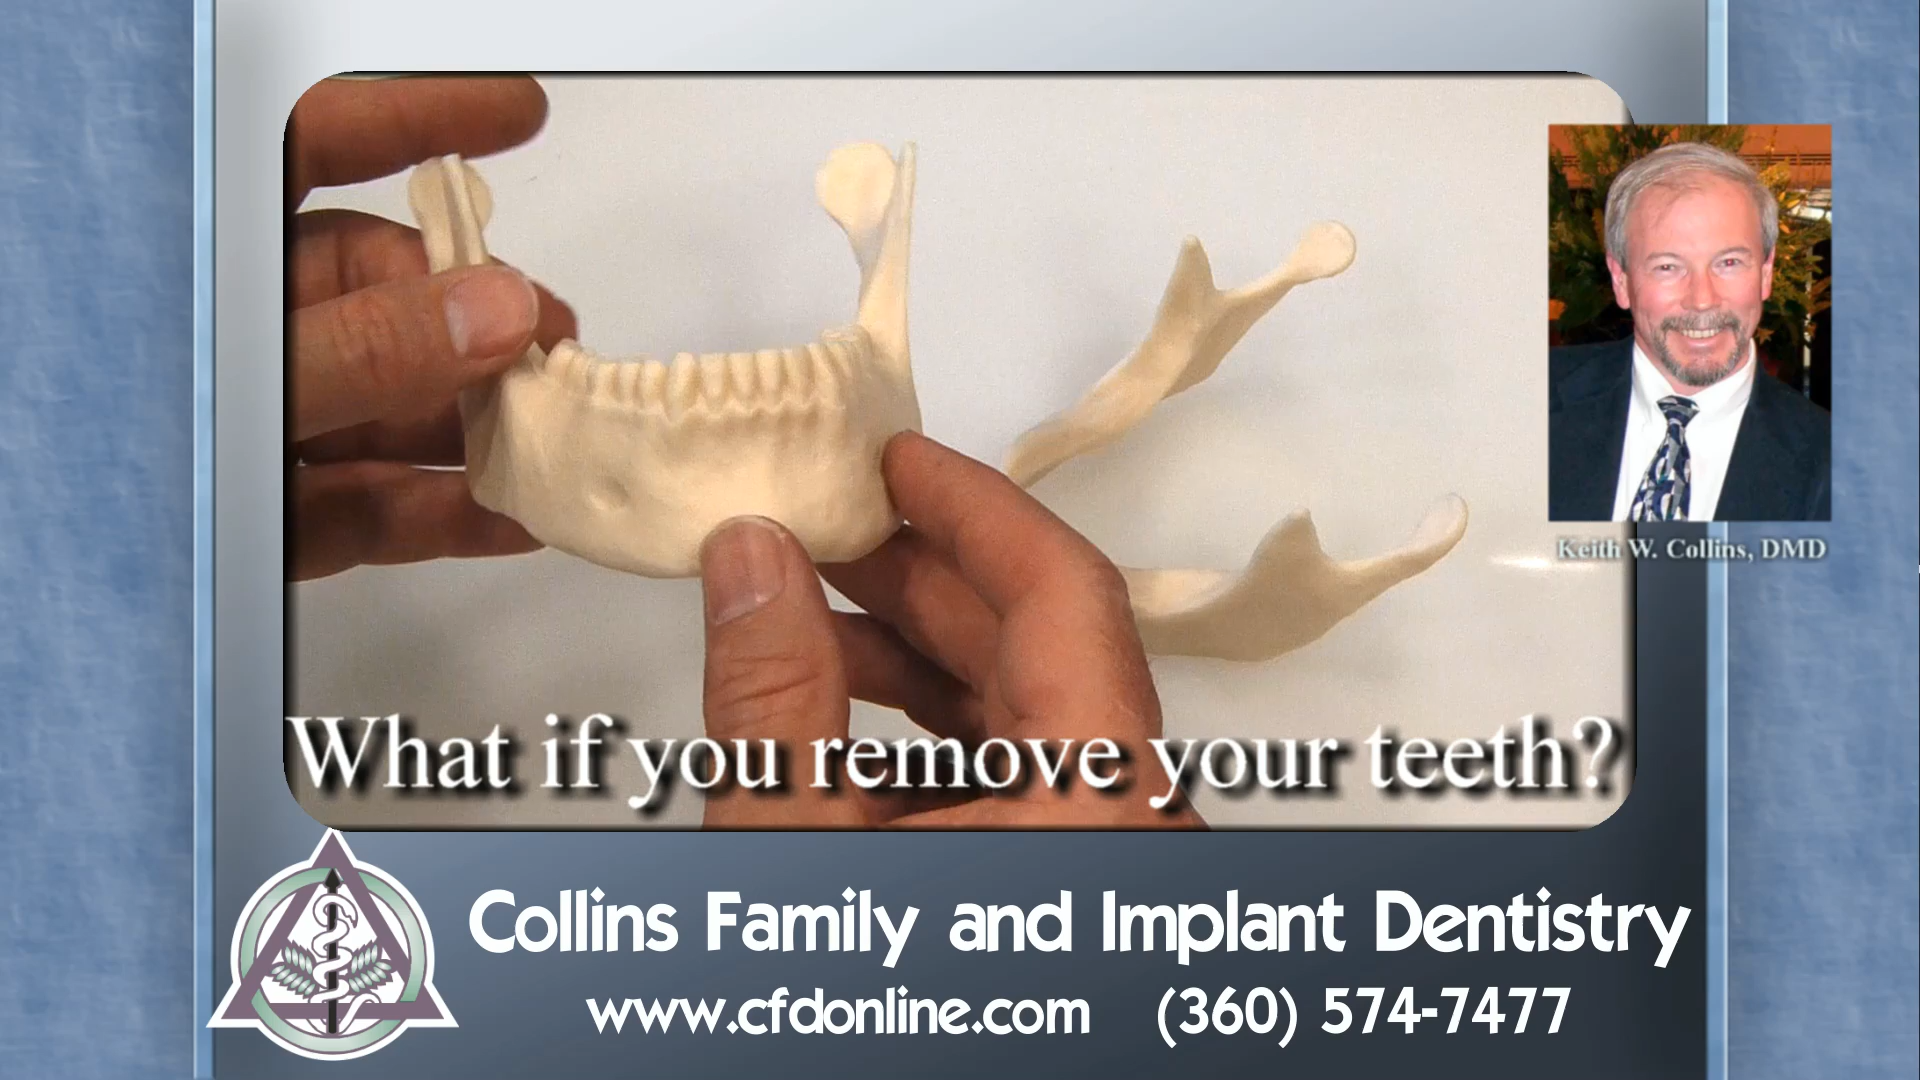 Keith W. Collins, DMD
What if you remove your teeth?
Collins Family and Implant Dentistry
www.cfdonline.com (360) 574-7477